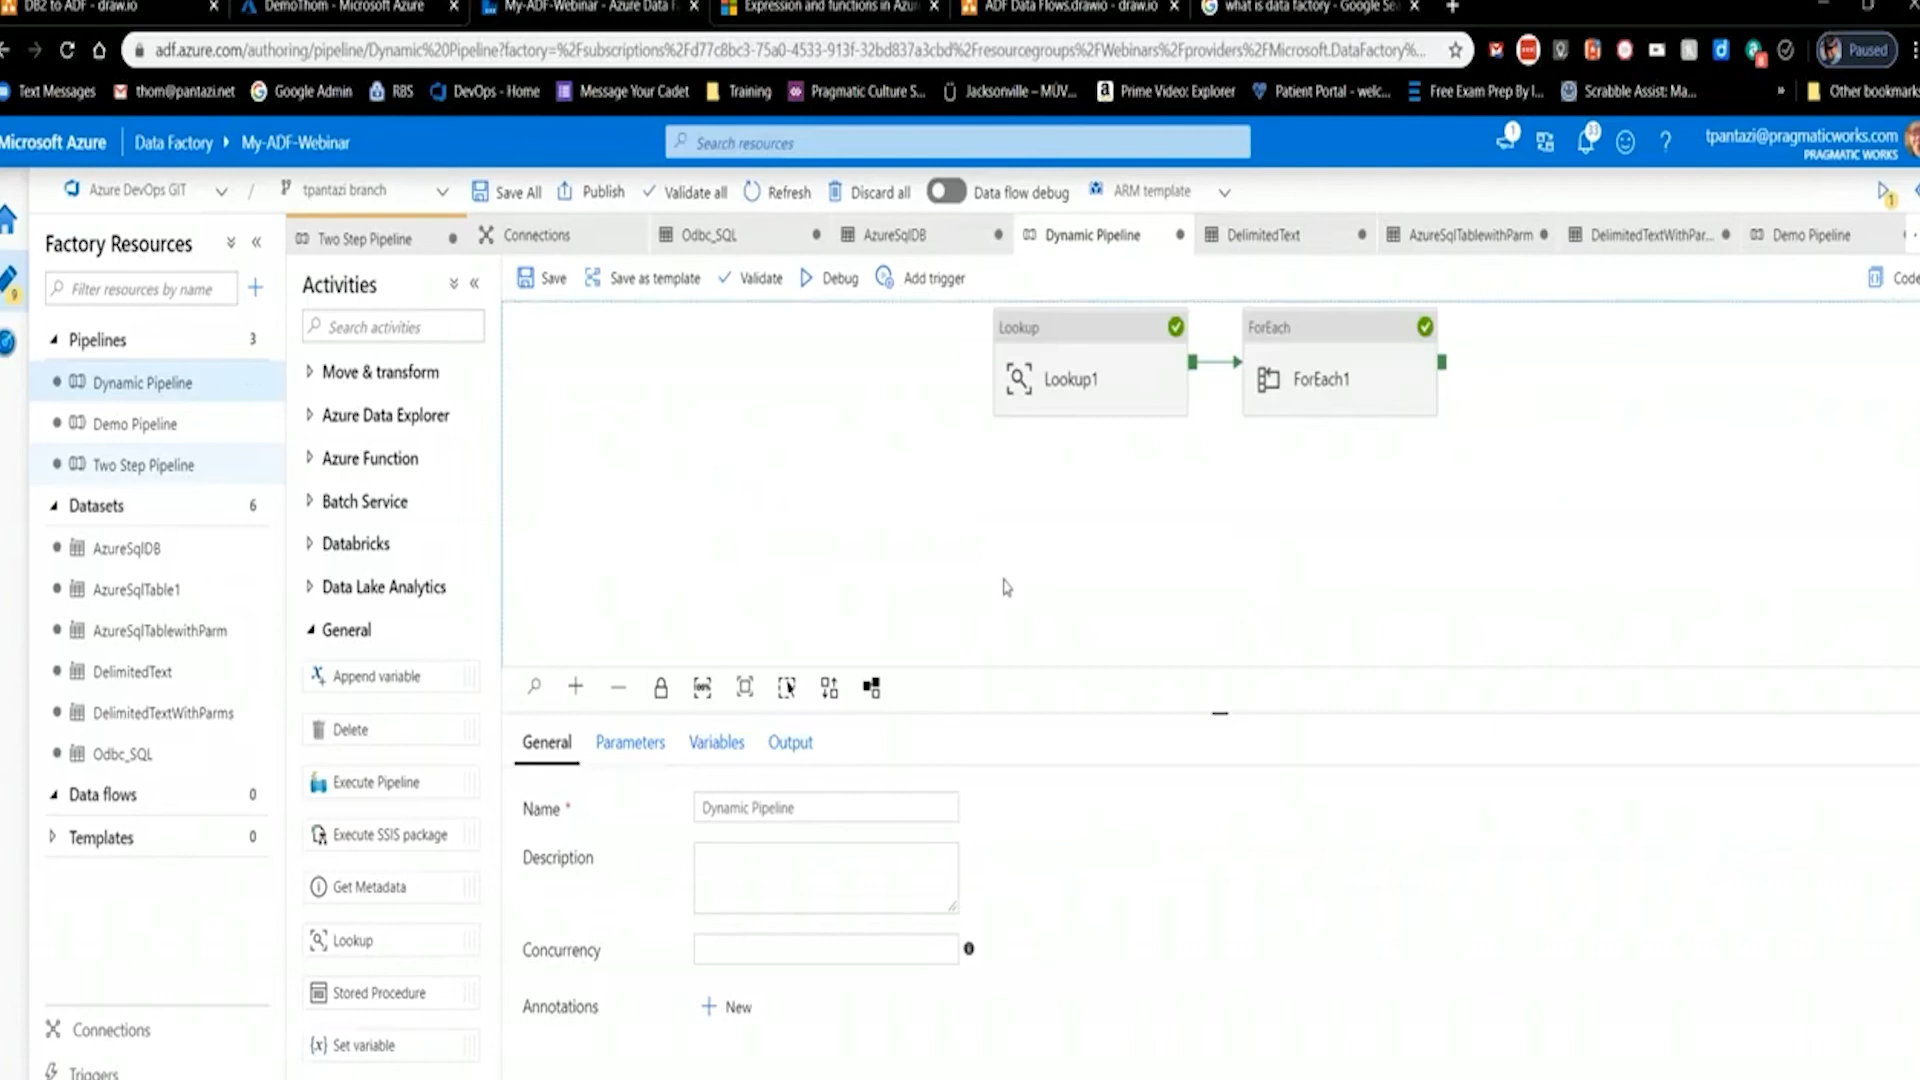 DB2 to ADF - draw.io
DemoThom - Microsoft Azure
My-ADF-Webinar - Azure Data F
Expression and functions in Azur
ADF Data Flows.drawio - draw.io
what is data factory - Google Se
adf.azure.com/authoring/pipeline/Dynamic%20Pipeline?factory=%2Fsubscriptions%2Fd77c8bc3-75a0-4533-913f-32bd837a3cbd%2Fresourcegroups%2FWebinars%2Fproviders%2FMicrosoft.DataFactory%...
Paused
Text Messages
thom@pantazi.net
Google Admin
RBS
DevOps - Home
Message Your Cadet
Training
Pragmatic Culture S...
Jacksonville – MÜV...
Prime Video: Explorer
Patient Portal - welc...
Free Exam Prep By I...
Scrabble Assist: Ma...
»
Other bookmarks
Microsoft Azure
Data Factory
My-ADF-Webinar
Search resources
1
33
?
tpantazi@pragmaticworks.com
PRAGMATIC WORKS
Azure DevOps GIT
/
tpantazi branch
Save All
Publish
Validate all
Refresh
Discard all
Data flow debug
ARM template
1
Factory Resources
Filter resources by name
9
Pipelines 3
Dynamic Pipeline
Demo Pipeline
Two Step Pipeline
Datasets 6
AzureSqlDB
AzureSqlTable1
AzureSqlTablewithParm
DelimitedText
DelimitedTextWithParms
Odbc_SQL
Data flows 0
Templates 0
Connections
Triggers
Two Step Pipeline
Connections
Odbc_SQL
AzureSqlDB
Dynamic Pipeline
DelimitedText
AzureSqlTablewithParm
DelimitedTextWithPar...
Demo Pipeline
Activities
Search activities
Move & transform
Azure Data Explorer
Azure Function
Batch Service
Databricks
Data Lake Analytics
General
Append variable
Delete
Execute Pipeline
Execute SSIS package
Get Metadata
Lookup
Stored Procedure
Set variable
Save
Save as template
Validate
Debug
Add trigger
Code
Lookup
Lookup1
ForEach
ForEach1
General
Parameters
Variables
Output
Name *
Dynamic Pipeline
Description
Concurrency
Annotations
New